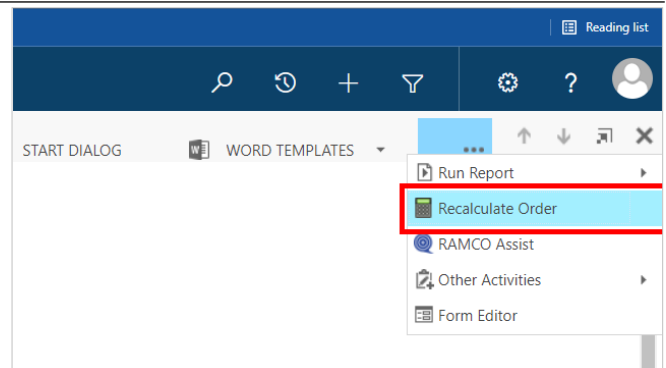 Reading list
?
START DIALOG WORD TEMPLATES ...
Run Report
Recalculate Order
RAMCO Assist
Other Activities
Form Editor